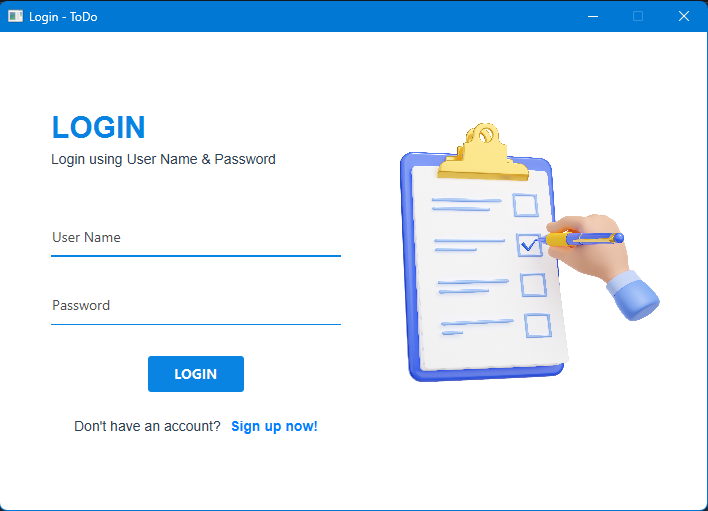 Login - ToDo
LOGIN
Login using User Name & Password
User Name
Password
LOGIN
Don't have an account? Sign up now!